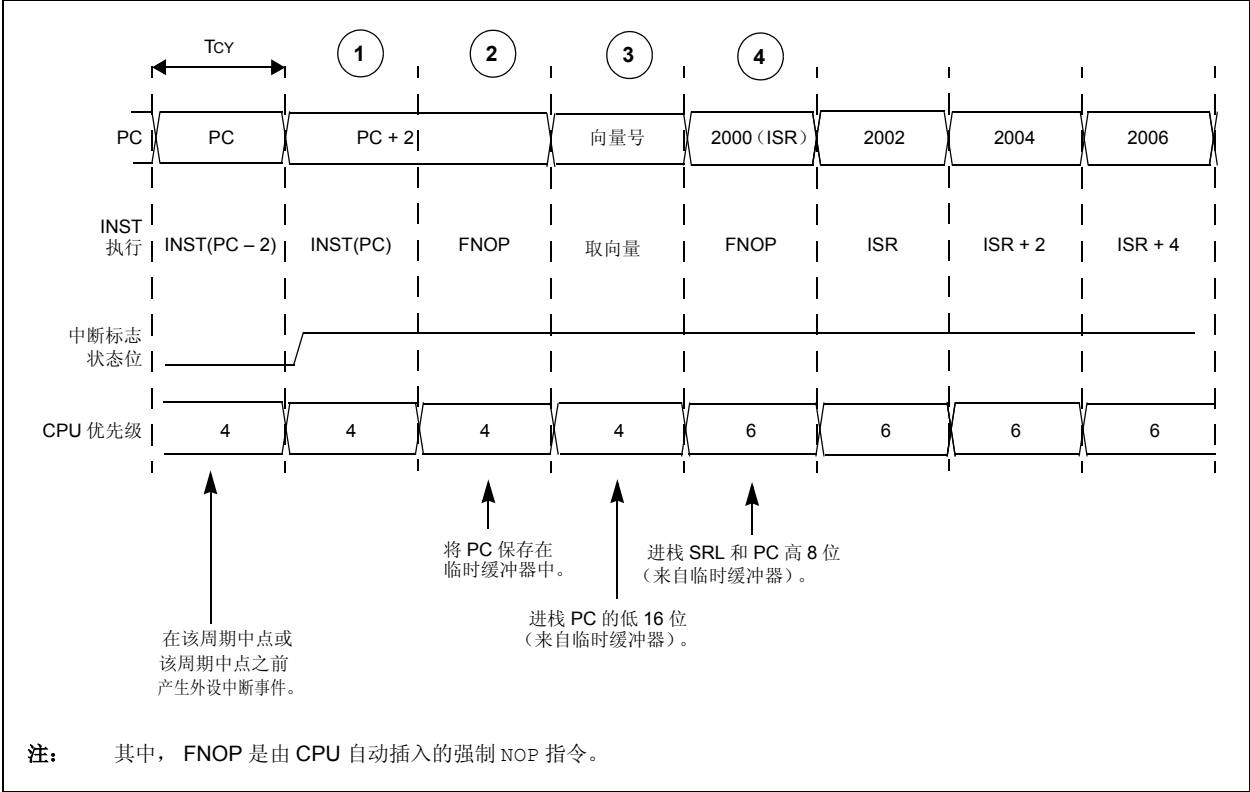 TCY
1
2
3
4
PC
PC
PC + 2
向量号
2000（ISR）
2002
2004
2006
INST
执行
INST(PC – 2)
INST(PC)
FNOP
取向量
FNOP
ISR
ISR + 2
ISR + 4
中断标志
状态位
CPU 优先级
4
4
4
4
6
6
6
6
将 PC 保存在
临时缓冲器中。
进栈 SRL 和 PC 高 8 位
（来自临时缓冲器）。
进栈 PC 的低 16 位
（来自临时缓冲器）。
在该周期中点或
该周期中点之前
产生外设中断事件。
注： 其中， FNOP 是由 CPU 自动插入的强制 NOP 指令。